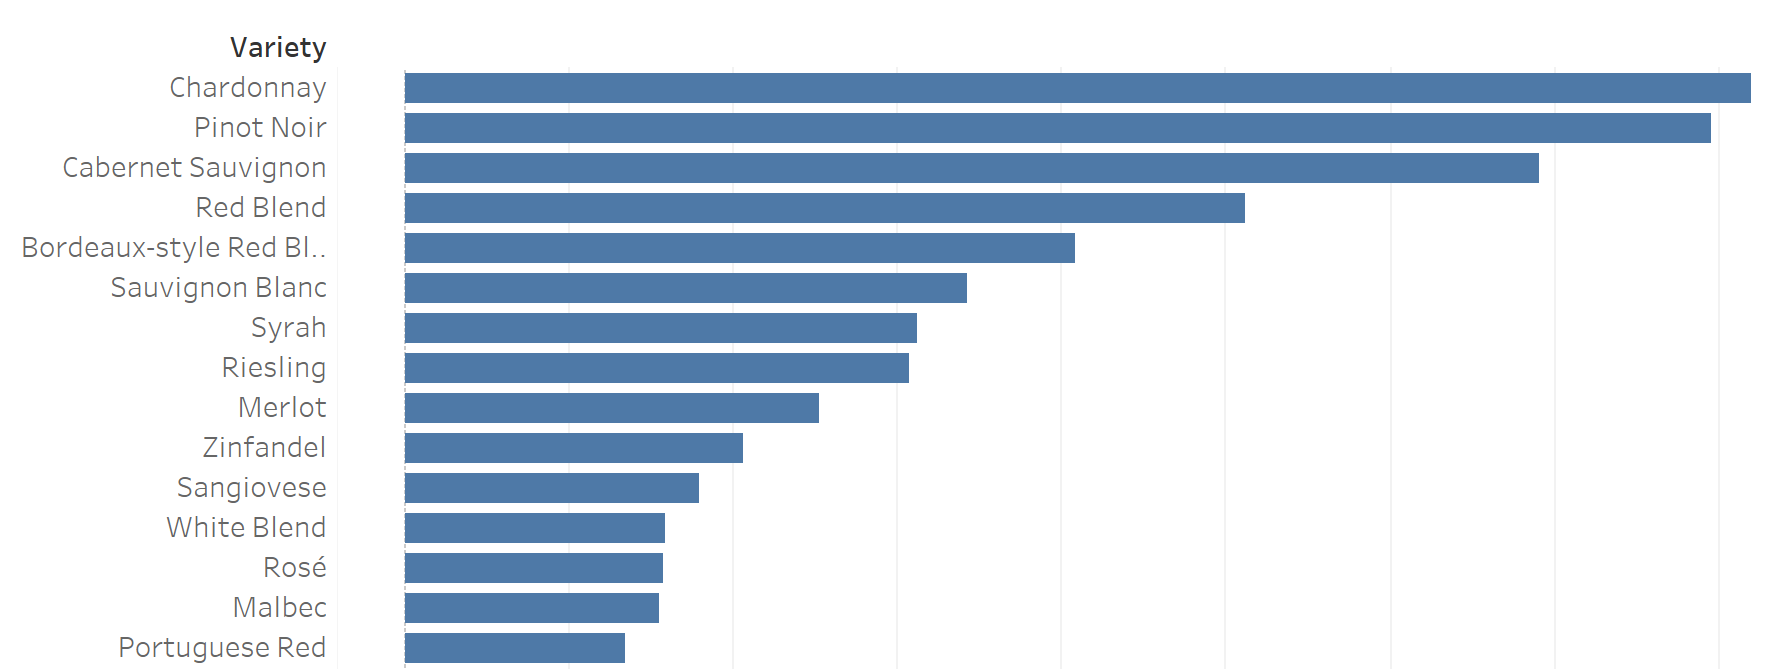 Variety
Chardonnay
Pinot Noir
Cabernet Sauvignon
Red Blend
Bordeaux-style Red Bl..
Sauvignon Blanc
Syrah
Riesling
Merlot
Zinfandel
Sangiovese
White Blend
Rosé
Malbec
Portuguese Red